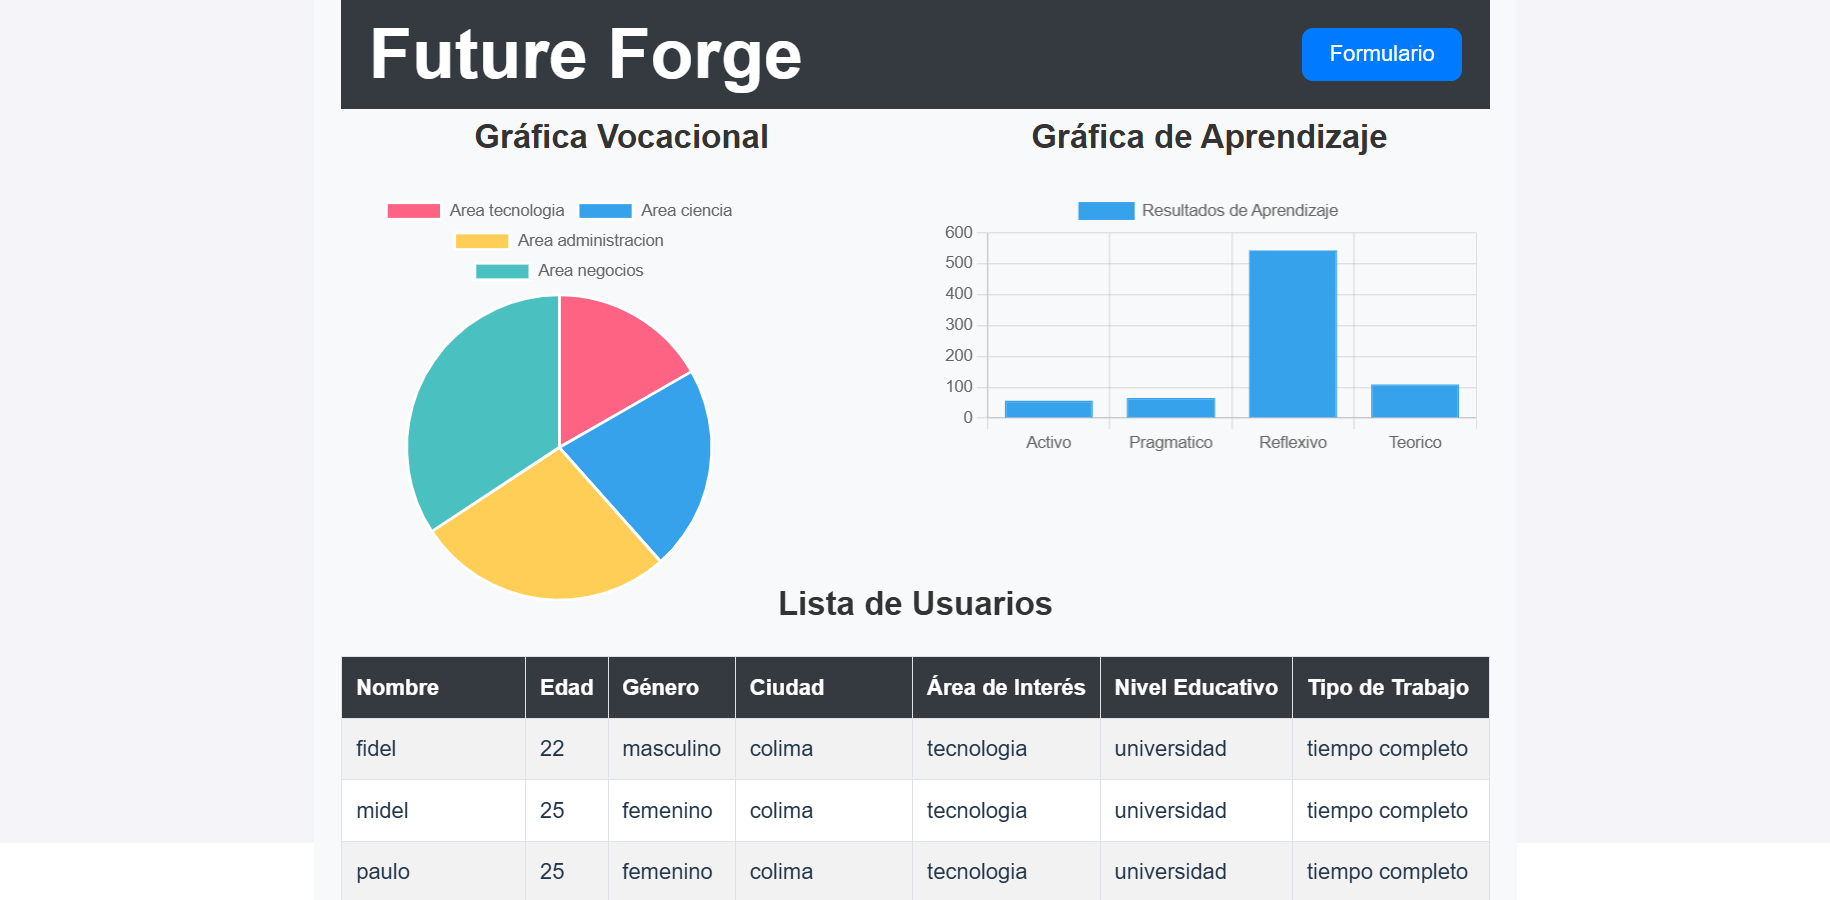 Future Forge
Formulario
Gráfica Vocacional
Area tecnologia Area ciencia
Area administracion
Area negocios
Gráfica de Aprendizaje
Resultados de Aprendizaje
600
500
400
300
200
100
0
Activo Pragmatico Reflexivo Teorico
Lista de Usuarios
Nombre Edad Género Ciudad Área de Interés Nivel Educativo Tipo de Trabajo
fidel 22 masculino colima tecnologia universidad tiempo completo
midel 25 femenino colima tecnologia universidad tiempo completo
paulo 25 femenino colima tecnologia universidad tiempo completo